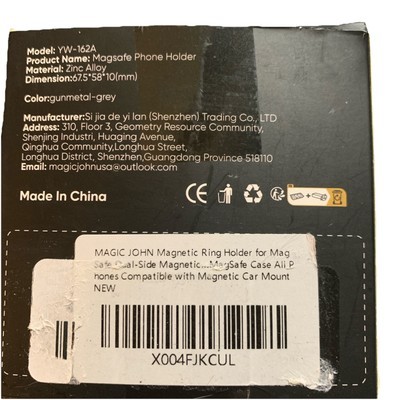 Model: YW-162A
Product Name: Magsafe Phone Holder
Material: Zinc Alloy
Dimension:67.5*58*10(mm)
Color:gunmetal-grey
Manufacturer:Si jia de yi lan (Shenzhen) Trading Co., LTD
Address: 310, Floor 3, Geometry Resource Community,
Shenjing Industri, Huaging Avenue,
Qinghua Community,Longhua Street,
Longhua District, Shenzhen,Guangdong Province 518110
Email: magicjohnusa@outlook.com
Made In China
CE
MAGIC JOHN Magnetic Ring Holder for Mag
Safe Dual-Side Magnetic...MagSafe Case All P
hones Compatible with Magnetic Car Mount
NEW
X004FJKCUL